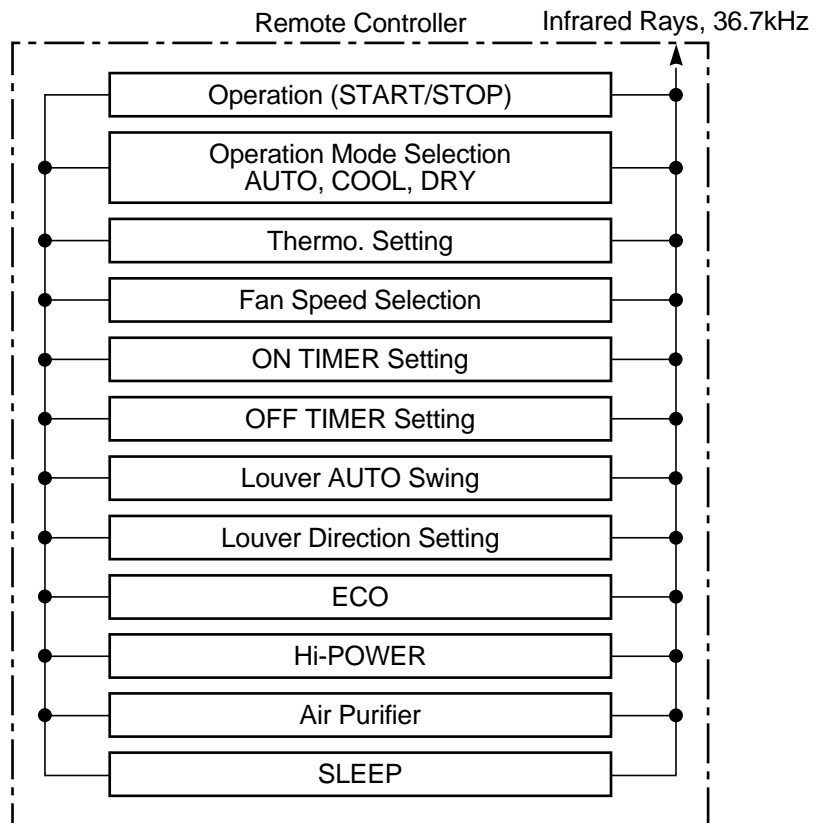 Remote Controller
Infrared Rays, 36.7kHz
Operation (START/STOP)
Operation Mode Selection
AUTO, COOL, DRY
Thermo. Setting
Fan Speed Selection
ON TIMER Setting
OFF TIMER Setting
Louver AUTO Swing
Louver Direction Setting
ECO
Hi-POWER
Air Purifier
SLEEP